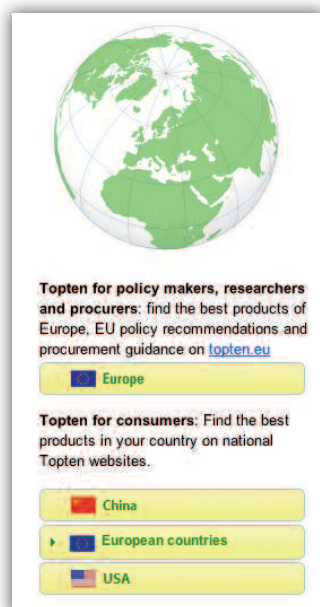 Topten for policy makers, researchers
and procurers: find the best products of
Europe, EU policy recommendations and
procurement guidance on topten.eu
Europe
Topten for consumers: Find the best
products in your country on national
Topten websites.
China
European countries
USA